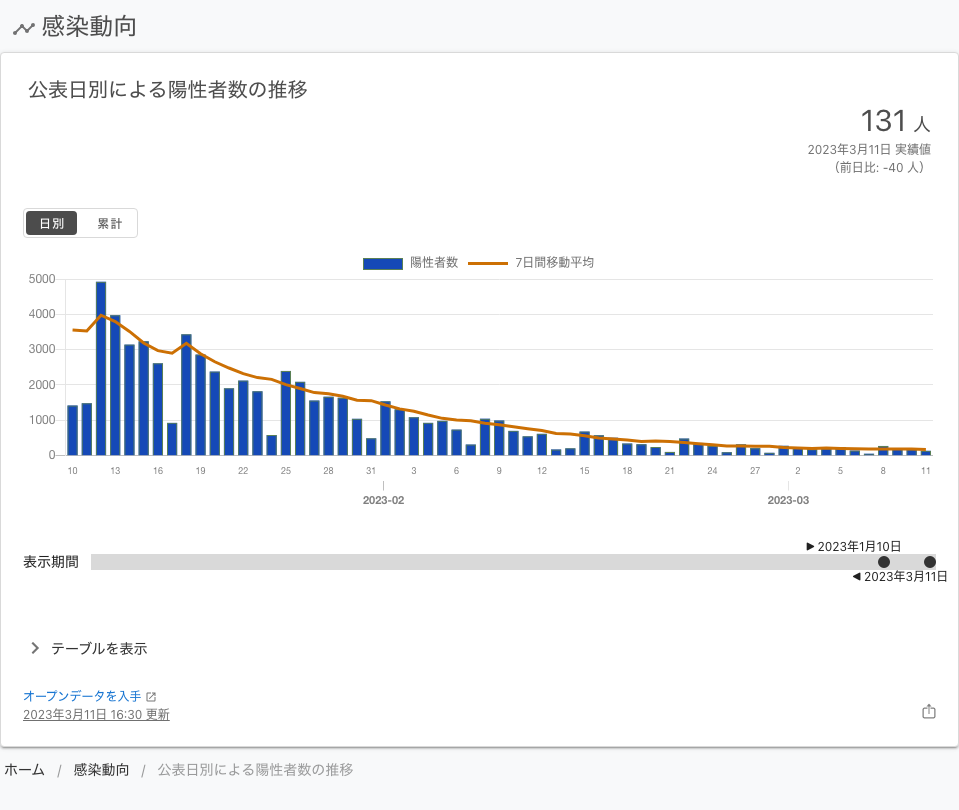 感染動向
公表日別による陽性者数の推移
131 人
2023年3月11日 実績値
（前日比: -40 人）
日別 累計
陽性者数 7日間移動平均
5000
4000
3000
2000
1000
0
10 13 16 19 22 25 28 31 3 6 9 12 15 18 21 24 27 2 5 8 11
2023-02 2023-03
2023年1月10日
表示期間
2023年3月11日
テーブルを表示
オープンデータを入手
2023年3月11日 16:30 更新
ホーム / 感染動向 / 公表日別による陽性者数の推移